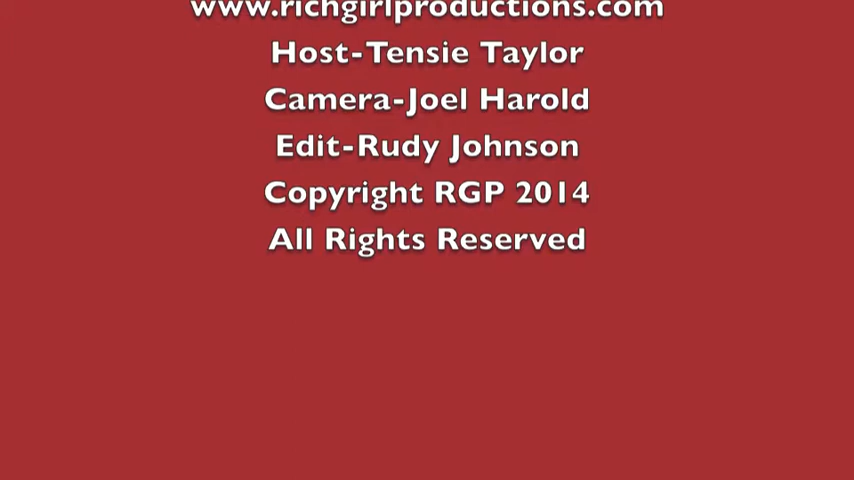 www.richgirlproductions.com
Host-Tensie Taylor
Camera-Joel Harold
Edit-Rudy Johnson
Copyright RGP 2014
All Rights Reserved